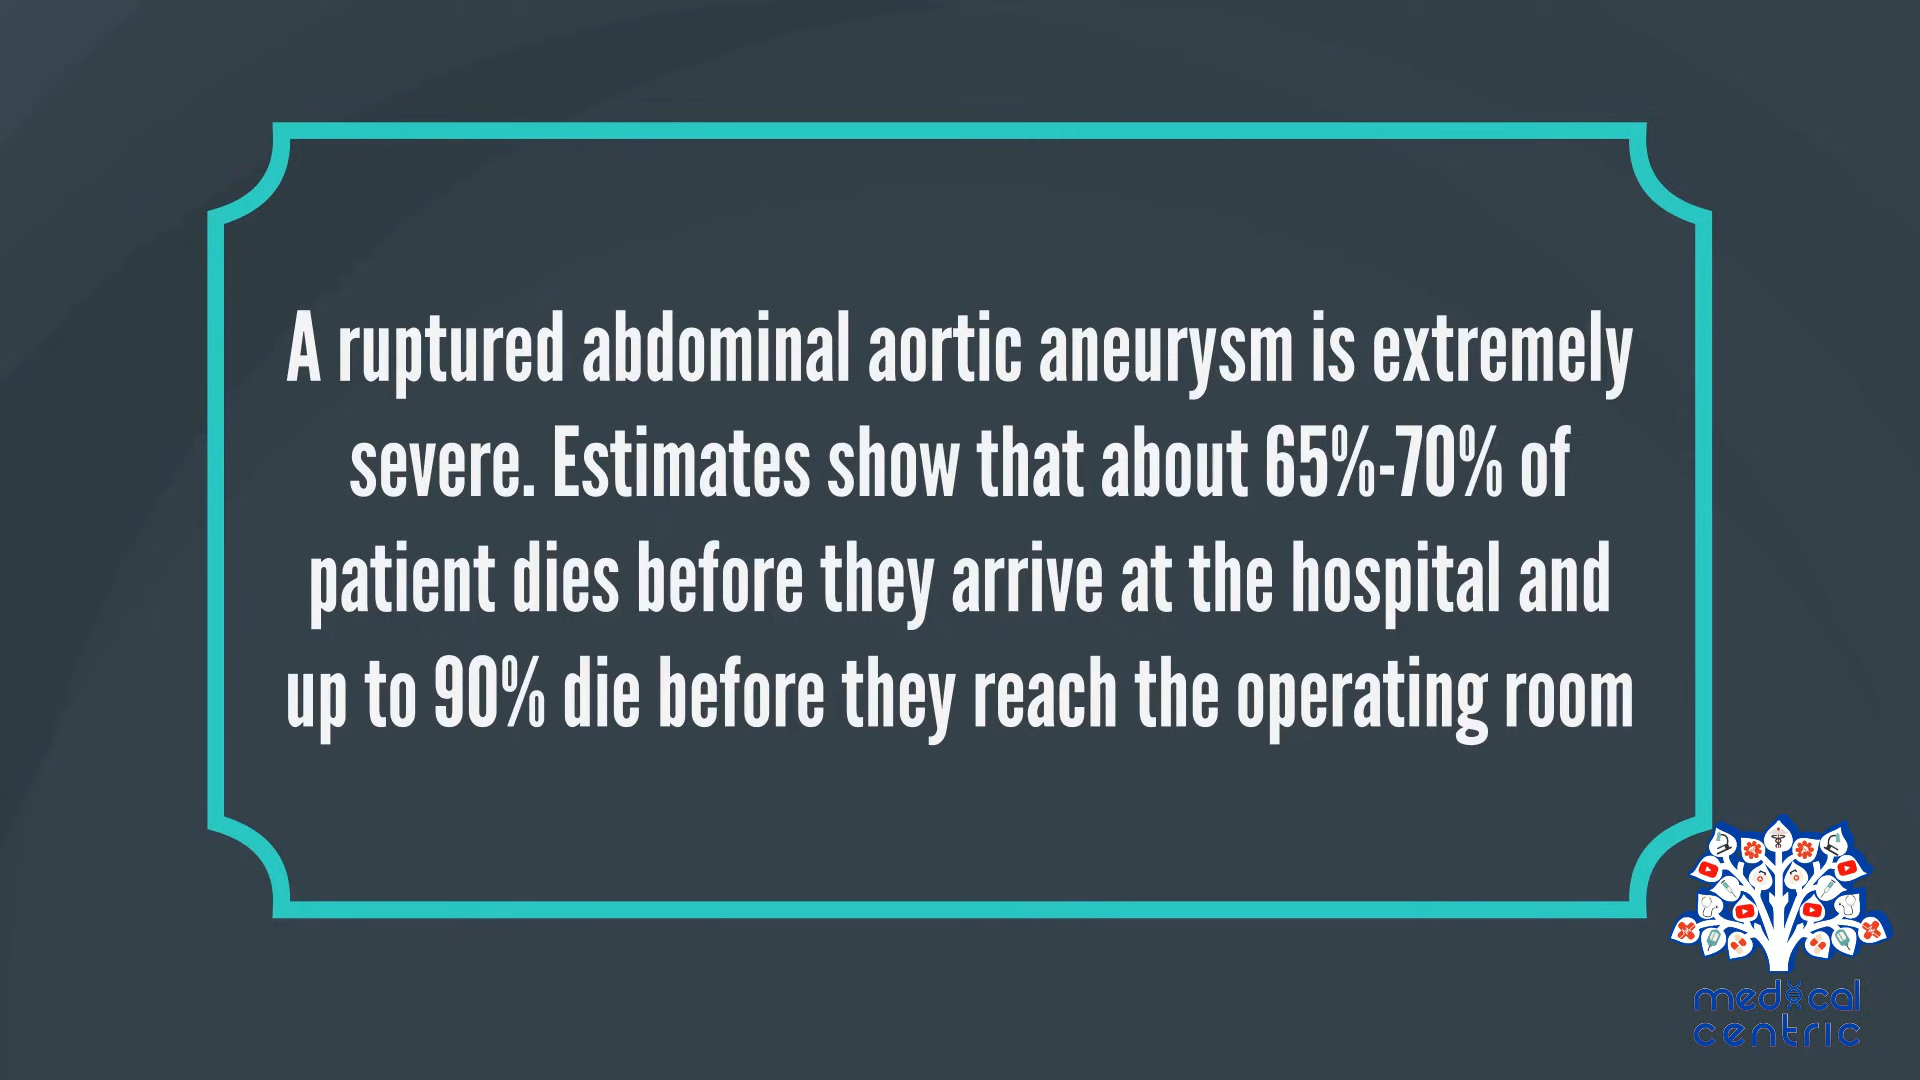 A ruptured abdominal aortic aneurysm is extremely
severe. Estimates show that about 65%-70% of
patient dies before they arrive at the hospital and
up to 90% die before they reach the operating room
medical
centric